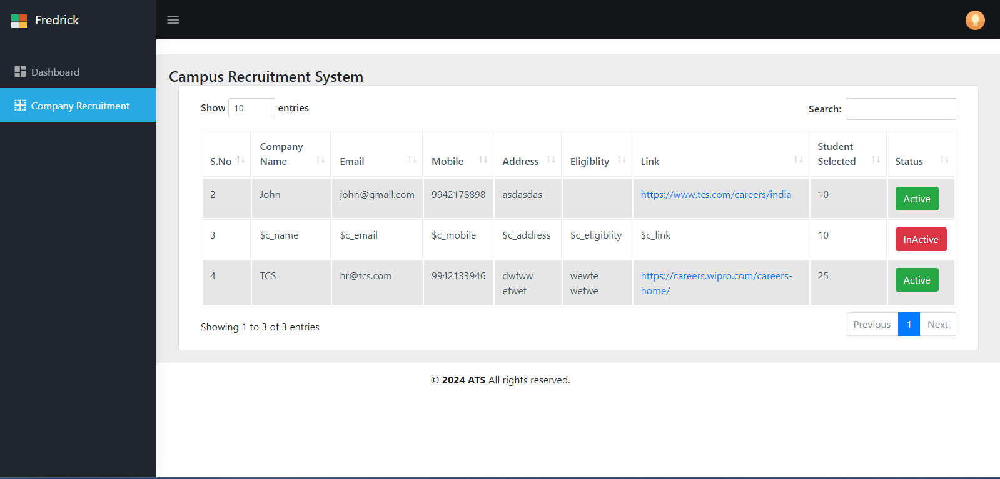 Fredrick
Dashboard
Company Recruitment
Campus Recruitment System
Show 10 entries
Search:
S.No Company Name Email Mobile Address Eligiblity Link Student Selected Status
2 John john@gmail.com 9942178898 asdasdas https://www.tcs.com/careers/india 10 Active
3 $c_name $c_email $c_mobile $c_address $c_eligiblity $c_link 10 InActive
4 TCS hr@tcs.com 9942133946 dwfww wewfe https://careers.wipro.com/careers- 25 Active
efwef wefwe home/
Showing 1 to 3 of 3 entries
Previous 1 Next
© 2024 ATS All rights reserved.